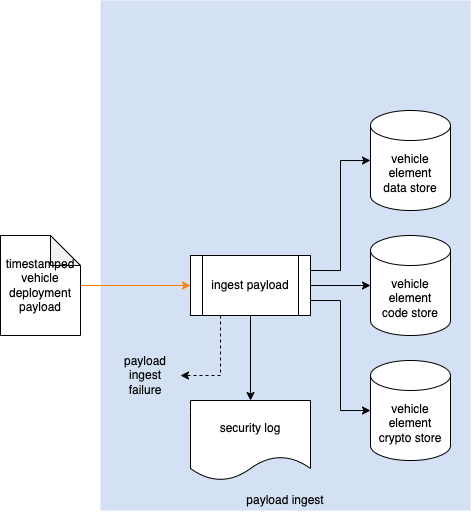 vehicle
element
data store
timestamped
vehicle
deployment
payload
ingest payload
vehicle
element
code store
payload
ingest
failure
security log
vehicle
element
crypto store
payload ingest